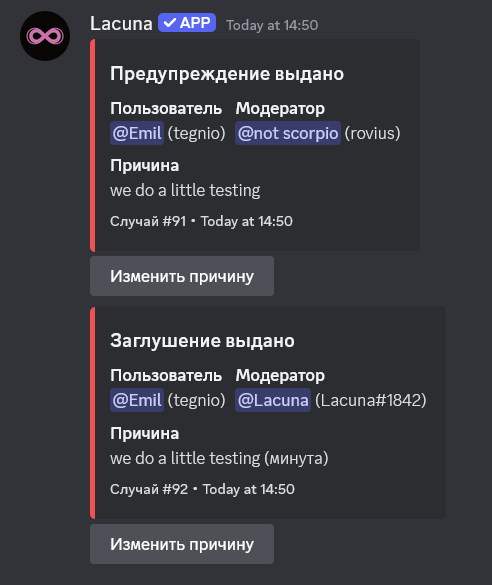 Lacuna ✓ APP Today at 14:50
Предупреждение выдано
Пользователь Модератор
@Emil (tegnio) @not scorpio (rovius)
Причина
we do a little testing
Случай #91 • Today at 14:50
Изменить причину
Заглушение выдано
Пользователь Модератор
@Emil (tegnio) @Lacuna (Lacuna#1842)
Причина
we do a little testing (минута)
Случай #92 • Today at 14:50
Изменить причину